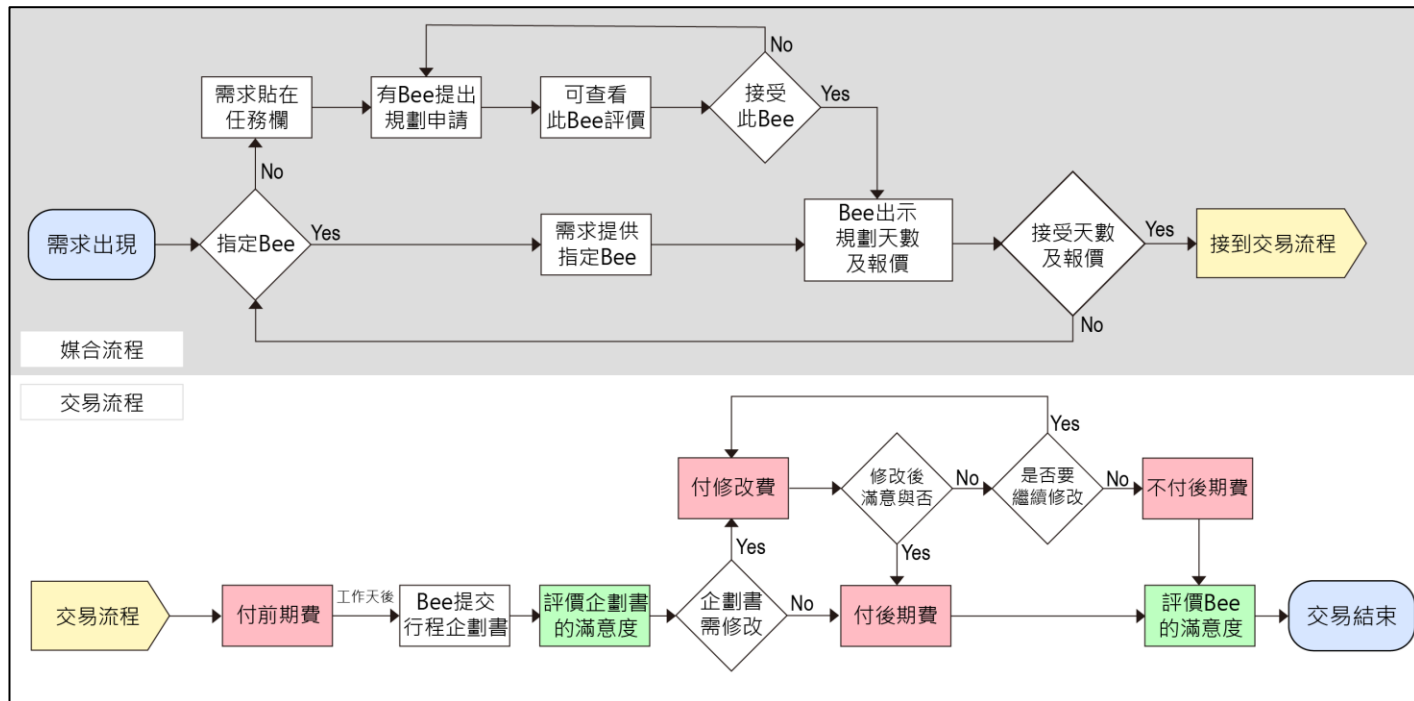 No
需求貼在
任務欄
有Bee提出
規劃申請
可查看
此Bee評價
接受
此Bee
Yes
No
需求出現
指定Bee
Yes
需求提供
指定Bee
Bee出示
規劃天數
及報價
接受天數
及報價
Yes
接到交易流程
No
媒合流程
交易流程
Yes
付修改費
修改後
滿意與否
No
是否要
繼續修改
No
不付後期費
Yes
Yes
交易流程
付前期費
工作天後
Bee提交
行程企劃書
評價企劃書
的滿意度
企劃書
需修改
No
付後期費
評價Bee
的滿意度
交易結束